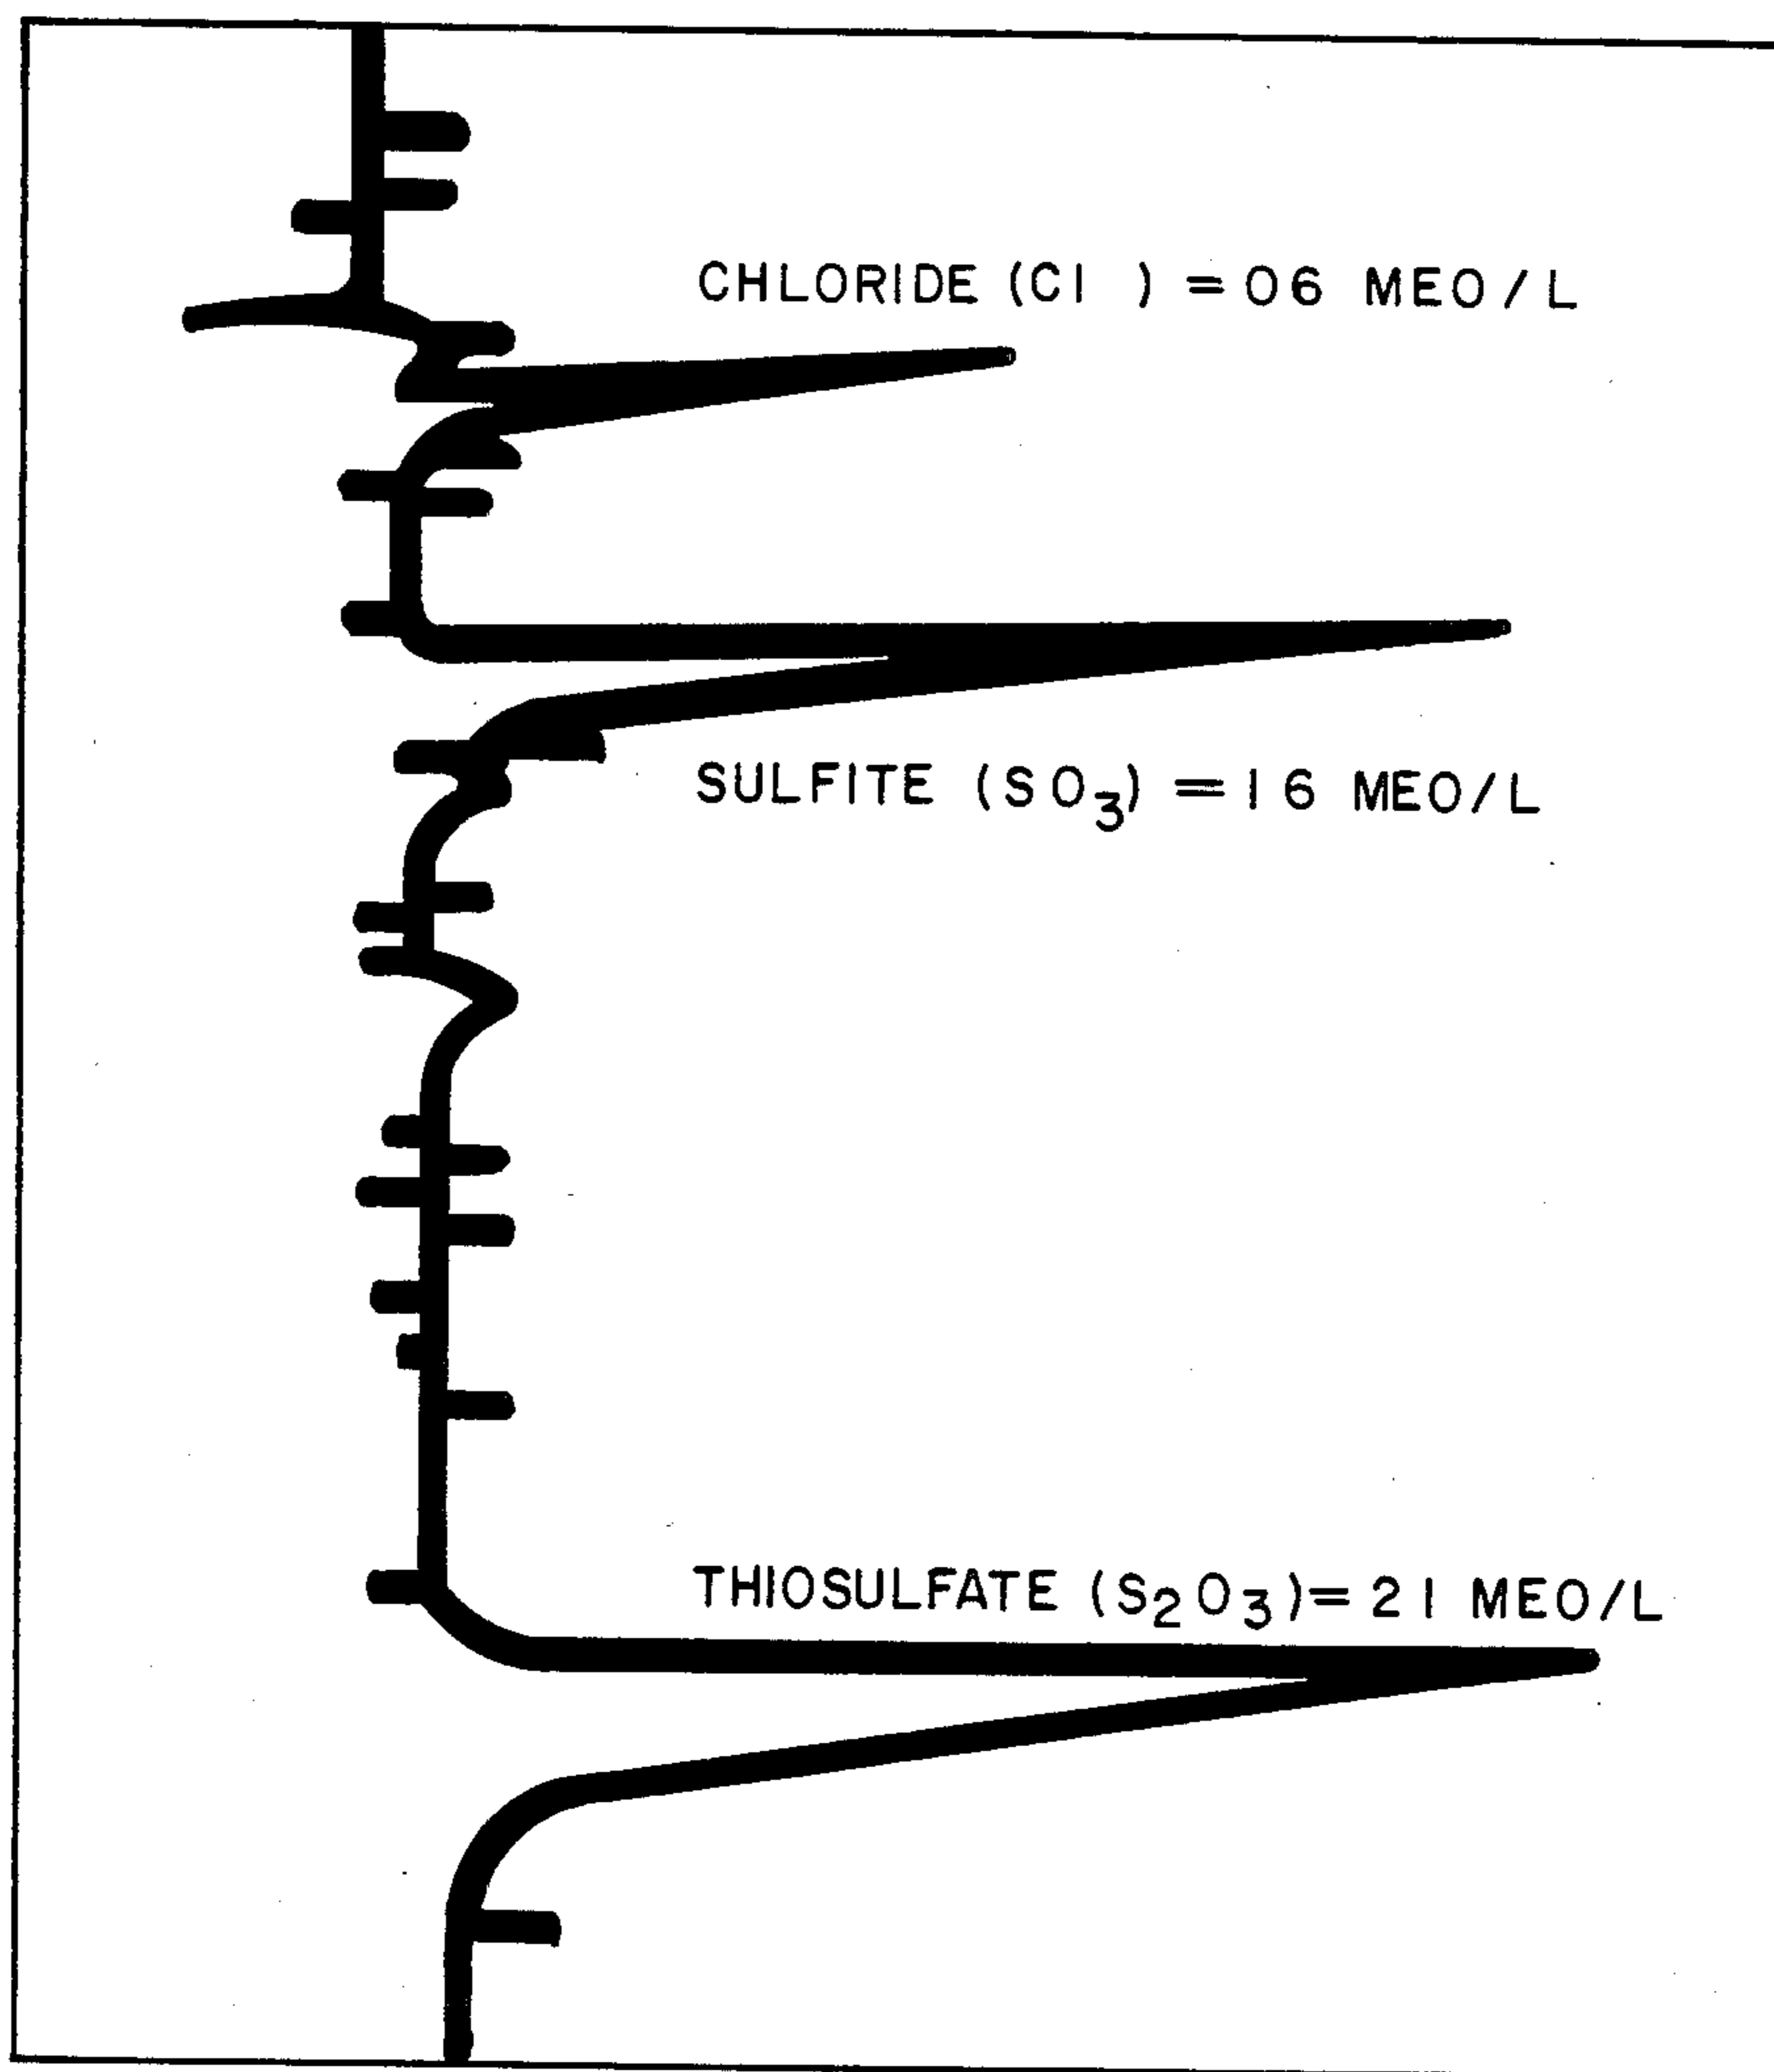 CHLORIDE (Cl ) = 06 MEO/L
SULFITE (SO₃) = 16 MEO/L
THIOSULFATE (S₂O₃) = 21 MEO/L